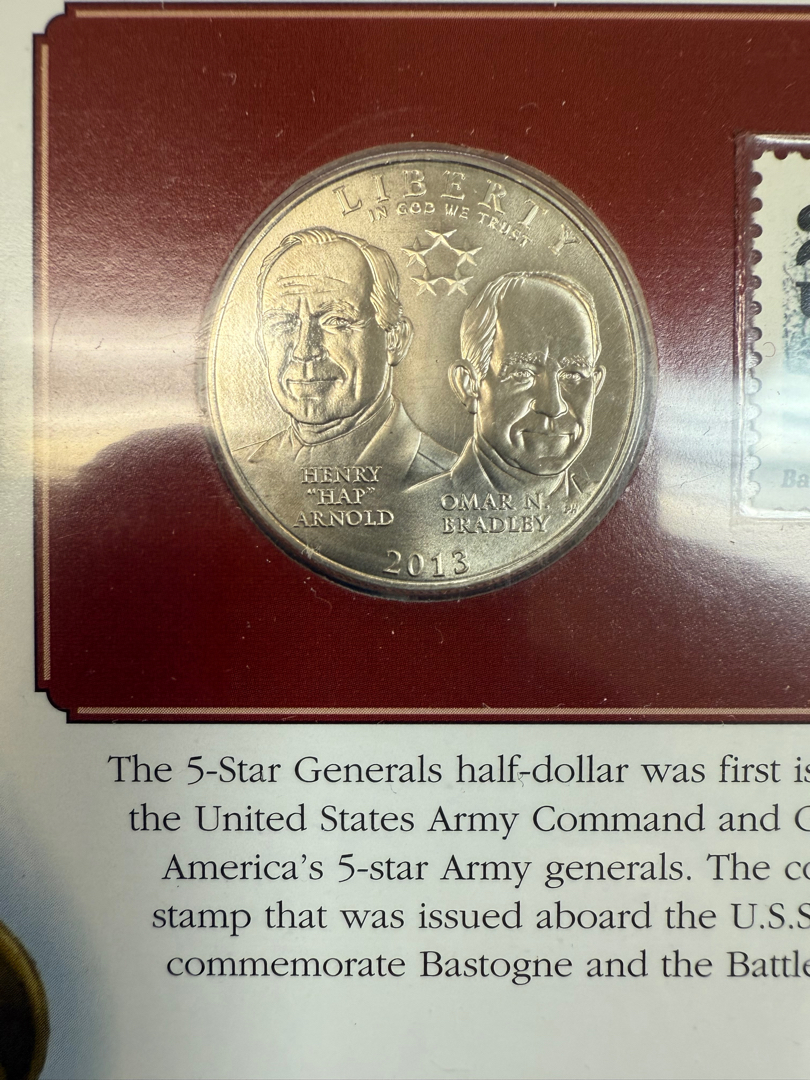 LIBERTY
IN GOD WE TRUST
HENRY
"HAP"
ARNOLD
OMAR N.
BRADLEY
2013
The 5-Star Generals half-dollar was first
the United States Army Command and
America's 5-star Army generals. The
stamp that was issued aboard the U.S.S
commemorate Bastogne and the Battle